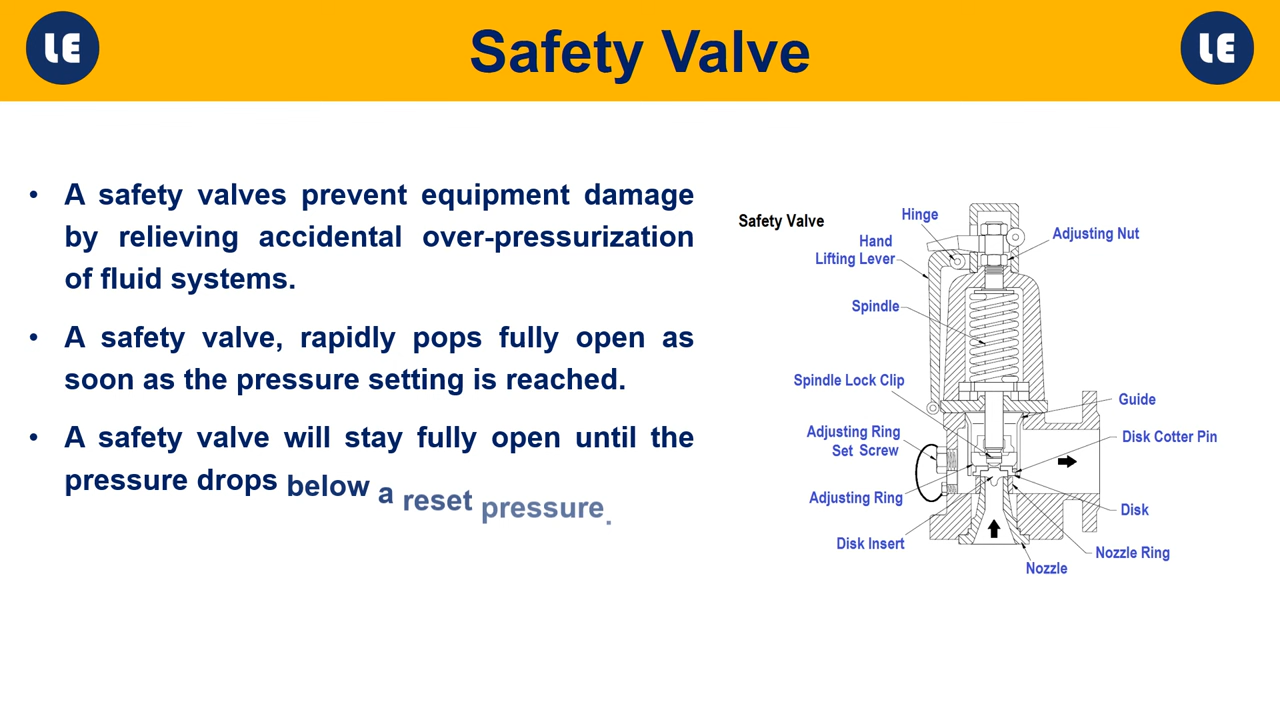 LE
Safety Valve
LE
• A safety valves prevent equipment damage
by relieving accidental over-pressurization
of fluid systems.
• A safety valve, rapidly pops fully open as
soon as the pressure setting is reached.
• A safety valve will stay fully open until the
pressure drops below a reset pressure.
Safety Valve
Hinge
Hand
Lifting Lever
Adjusting Nut
Spindle
Spindle Lock Clip
Guide
Adjusting Ring
Set Screw
Disk Cotter Pin
Adjusting Ring
Disk
Disk Insert
Nozzle Ring
Nozzle